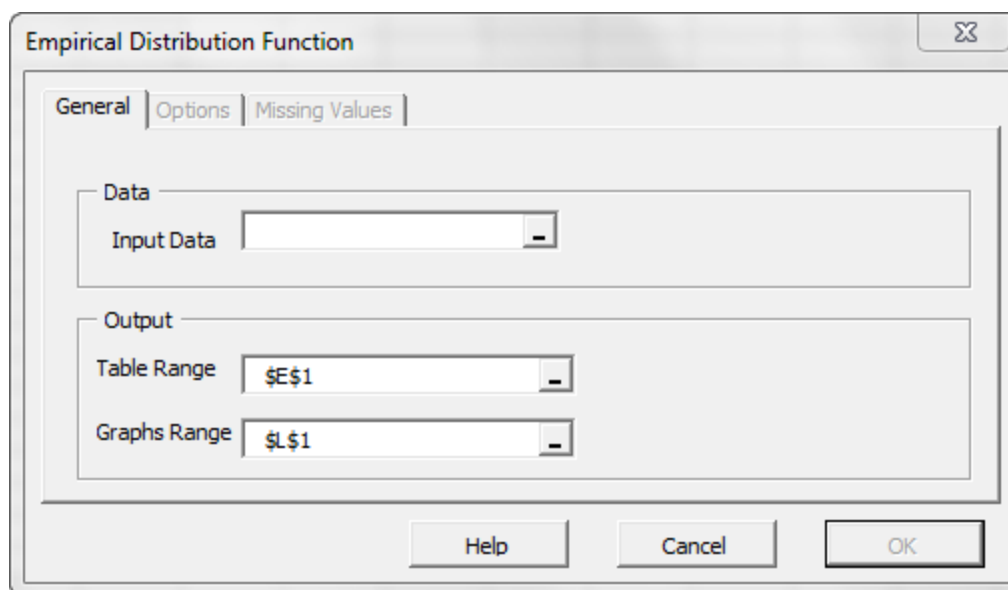 Empirical Distribution Function
General Options Missing Values
Data
Input Data
Output
Table Range $E$1
Graphs Range $L$1
Help Cancel OK